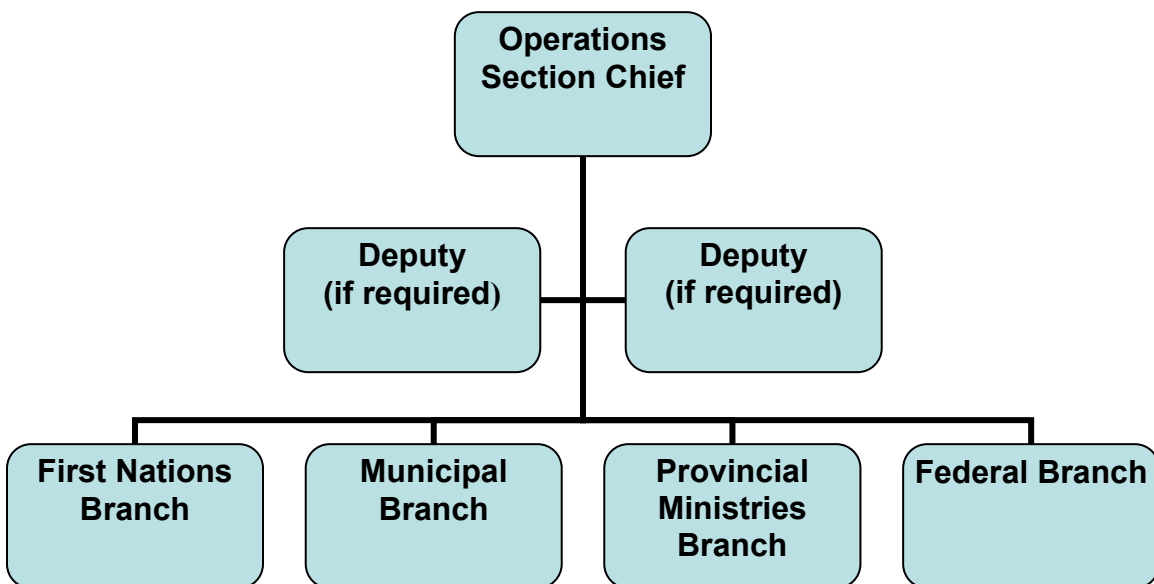 Operations
Section Chief
Deputy
(if required)
Deputy
(if required)
First Nations
Branch
Municipal
Branch
Provincial
Ministries
Branch
Federal Branch